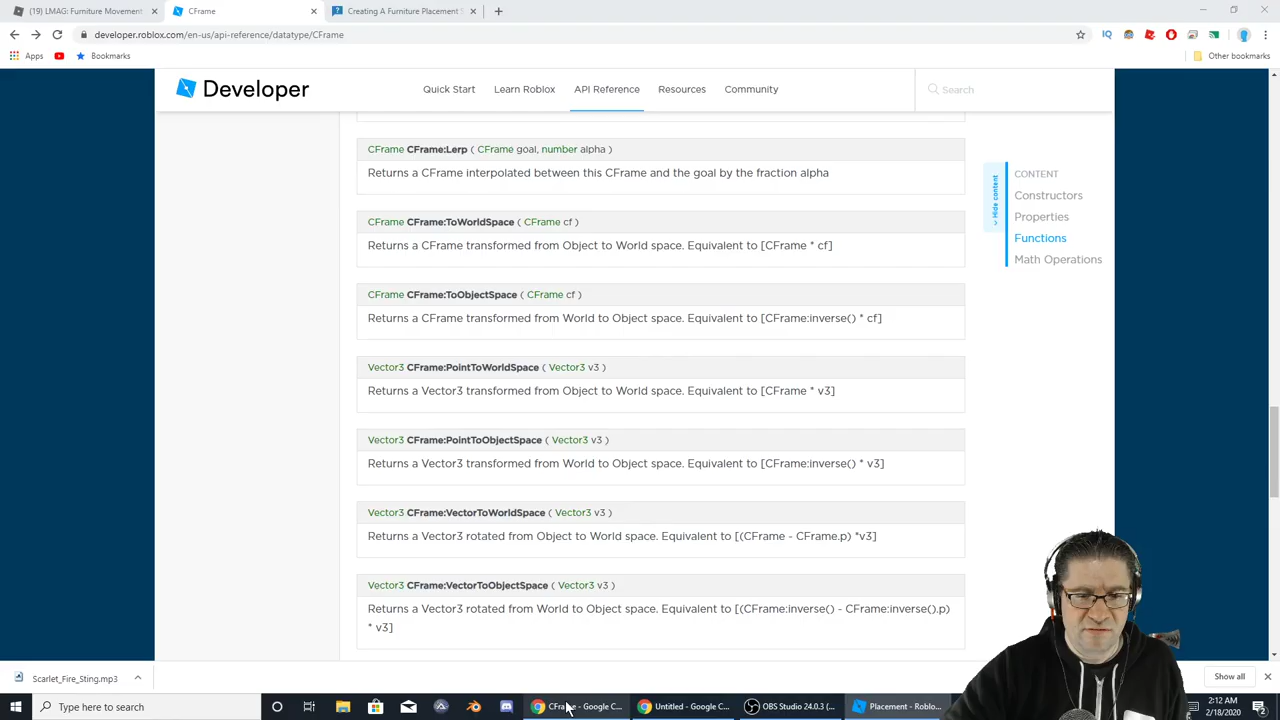 (19) LMAG: Furniture Movement
CFrame
Creating A Furniture Placement S
developer.roblox.com/en-us/api-reference/datatype/CFrame
IQ
Apps
Bookmarks
Other bookmarks
Developer
Quick Start
Learn Roblox
API Reference
Resources
Community
Search
CFrame CFrame:Lerp ( CFrame goal, number alpha )
Returns a CFrame interpolated between this CFrame and the goal by the fraction alpha
CFrame CFrame:ToWorldSpace ( CFrame cf )
Returns a CFrame transformed from Object to World space. Equivalent to [CFrame * cf]
CFrame CFrame:ToObjectSpace ( CFrame cf )
Returns a CFrame transformed from World to Object space. Equivalent to [CFrame:inverse() * cf]
Vector3 CFrame:PointToWorldSpace ( Vector3 v3 )
Returns a Vector3 transformed from Object to World space. Equivalent to [CFrame * v3]
Vector3 CFrame:PointToObjectSpace ( Vector3 v3 )
Returns a Vector3 transformed from World to Object space. Equivalent to [CFrame:inverse() * v3]
Vector3 CFrame:VectorToWorldSpace ( Vector3 v3 )
Returns a Vector3 rotated from Object to World space. Equivalent to [(CFrame - CFrame.p) *v3]
Vector3 CFrame:VectorToObjectSpace ( Vector3 v3 )
Returns a Vector3 rotated from World to Object space. Equivalent to [(CFrame:inverse() - CFrame:inverse().p)
* v3]
Hide content
CONTENT
Constructors
Properties
Functions
Math Operations
Scarlet_Fire_Sting.mp3
Show all
Type here to search
CFrame - Google C...
Untitled - Google C...
OBS Studio 24.0.3 (...
Placement - Roblo...
2:12 AM
2/18/2020